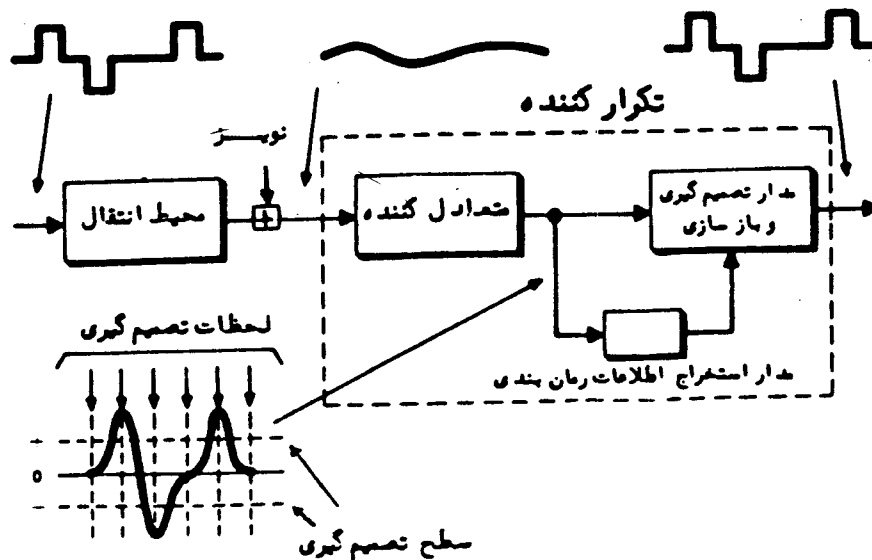 تکرار کننده
نویز
محیط انتقال
+
متعادل کننده
مدار تصمیم گیری
و باز سازی
لحظات تصمیم گیری
مدار استخراج اطلاعات زمان بندی
+
0
-
سطح تصمیم گیری